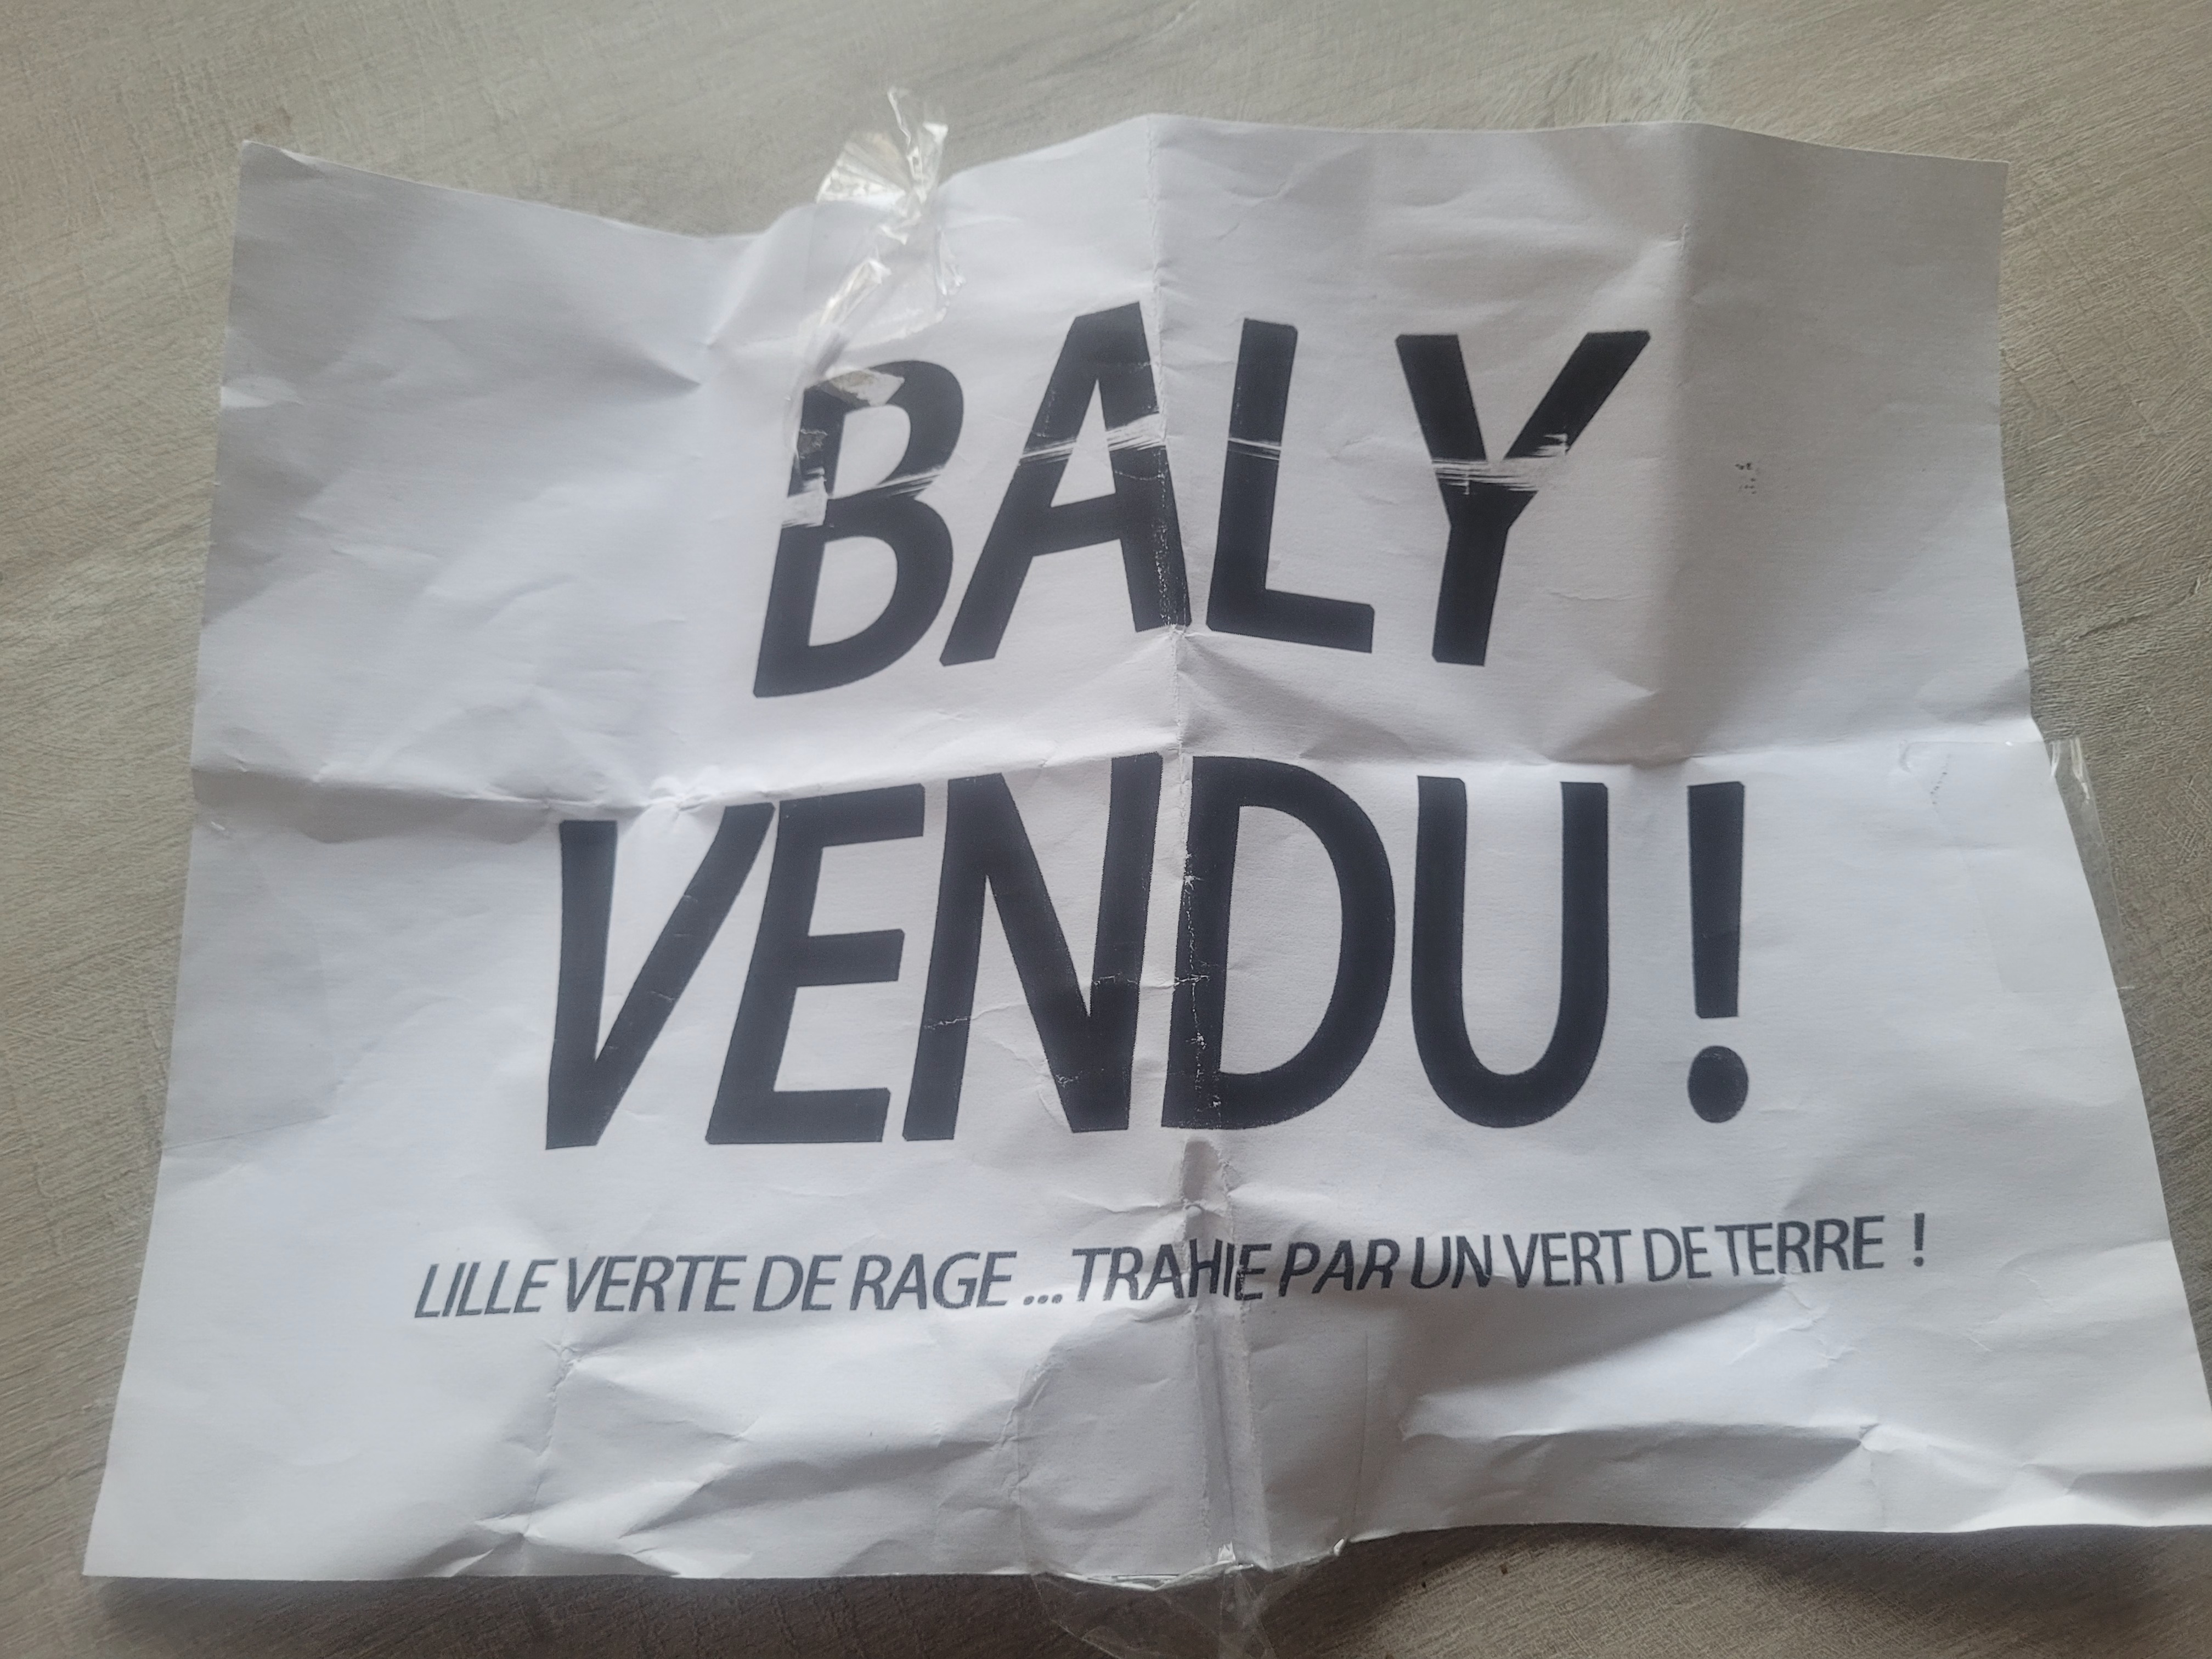 BALY
VENDU !
LILLE VERTE DE RAGE ... TRAHIE PAR UN VERT DE TERRE !